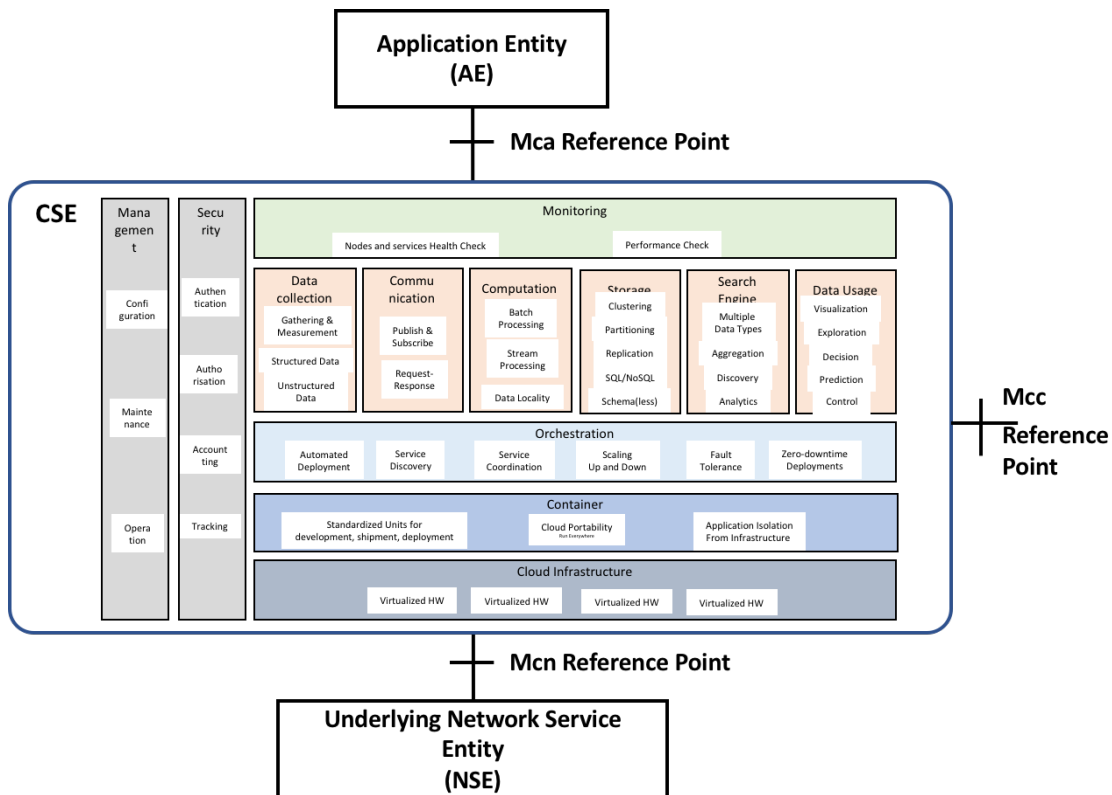 Application Entity
(AE)
Mca Reference Point
CSE
Mana
gemen
t
Confi
guration
Mainte
nance
Opera
tion
Secu
rity
Authen
tication
Autho
risation
Accoun
ting
Tracking
Monitoring
Nodes and services Health Check
Performance Check
Data
collection
Gathering &
Measurement
Structured Data
Unstructured
Data
Commu
nication
Publish &
Subscribe
Request-
Response
Computation
Batch
Processing
Stream
Processing
Data Locality
Storage
Clustering
Partitioning
Replication
SQL/NoSQL
Schema(less)
Search
Engine
Multiple
Data Types
Aggregation
Discovery
Analytics
Data Usage
Visualization
Exploration
Decision
Prediction
Control
Orchestration
Automated
Deployment
Service
Discovery
Service
Coordination
Scaling
Up and Down
Fault
Tolerance
Zero-downtime
Deployments
Container
Standardized Units for
development, shipment, deployment
Cloud Portability
Run Everywhere
Application Isolation
From Infrastructure
Cloud Infrastructure
Virtualized HW
Virtualized HW
Virtualized HW
Virtualized HW
Mcc
Reference
Point
Mcn Reference Point
Underlying Network Service
Entity
(NSE)